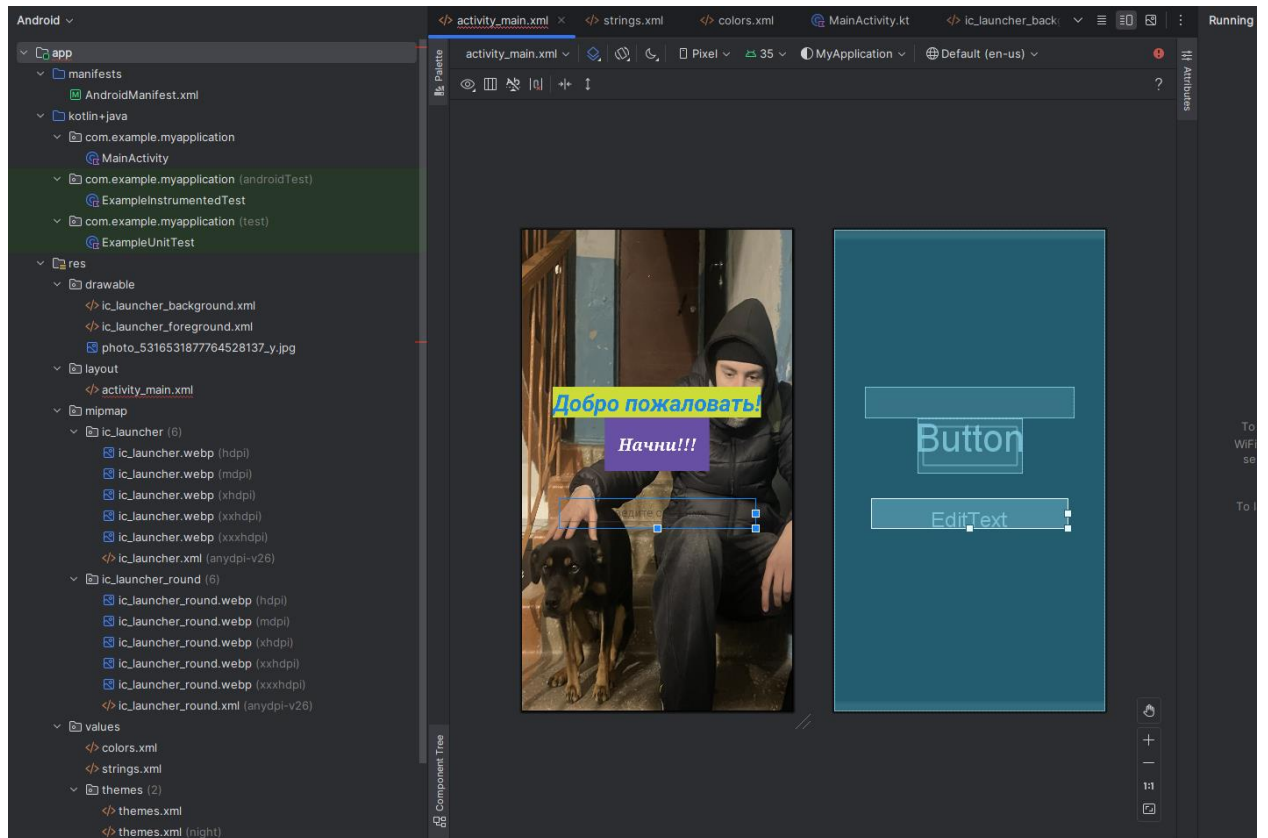 Android
app
manifests
AndroidManifest.xml
kotlin+java
com.example.myapplication
MainActivity
com.example.myapplication (androidTest)
ExampleInstrumentedTest
com.example.myapplication (test)
ExampleUnitTest
res
drawable
ic_launcher_background.xml
ic_launcher_foreground.xml
photo_5316531877764528137_y.jpg
layout
activity_main.xml
mipmap
ic_launcher (6)
ic_launcher.webp (hdpi)
ic_launcher.webp (mdpi)
ic_launcher.webp (xhdpi)
ic_launcher.webp (xxhdpi)
ic_launcher.webp (xxxhdpi)
ic_launcher.xml (anydpi-v26)
ic_launcher_round (6)
ic_launcher_round.webp (hdpi)
ic_launcher_round.webp (mdpi)
ic_launcher_round.webp (xhdpi)
ic_launcher_round.webp (xxhdpi)
ic_launcher_round.webp (xxxhdpi)
ic_launcher_round.xml (anydpi-v26)
values
colors.xml
strings.xml
themes (2)
themes.xml
themes.xml (night)
activity_main.xml strings.xml colors.xml MainActivity.kt ic_launcher_back
Running
Palette
activity_main.xml Pixel 35 MyApplication Default (en-us)
Attributes
?
Добро пожаловать!
Начни!!!
Button
EditText
To
WiFi
se
To
1:1
Component Tree